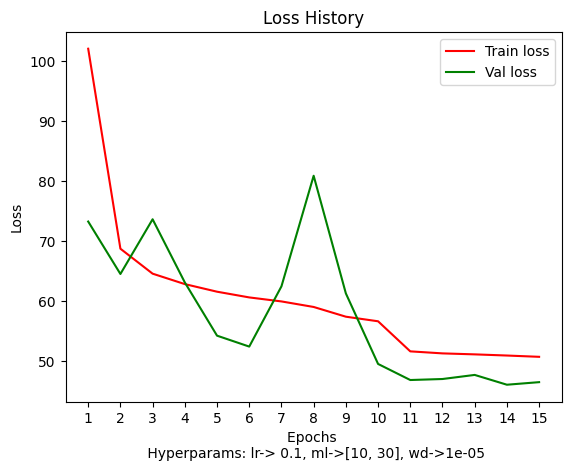 Loss History
Train loss
Val loss
Loss
100
90
80
70
60
50
1 2 3 4 5 6 7 8 9 10 11 12 13 14 15
Epochs
Hyperparams: lr-> 0.1, ml->[10, 30], wd->1e-05